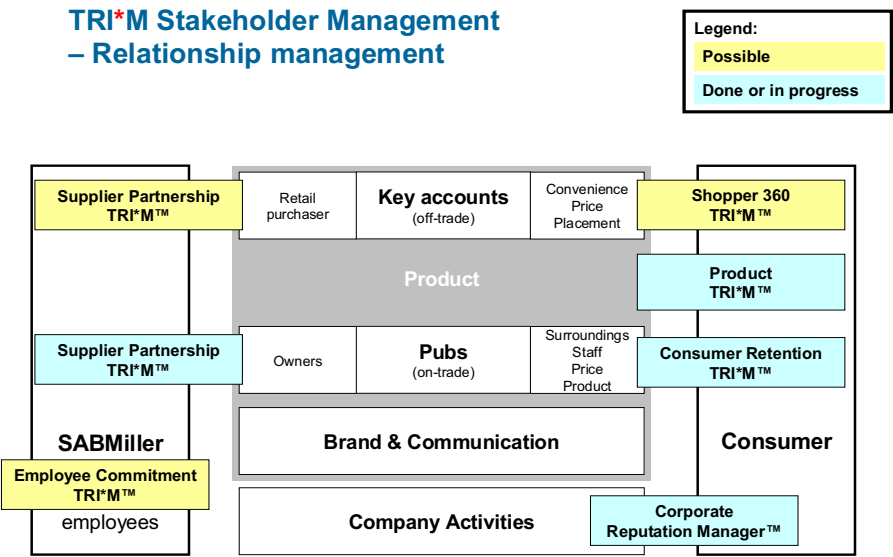 TRI*M Stakeholder Management
– Relationship management
Legend:
Possible
Done or in progress
Supplier Partnership
TRI*M™
Retail
purchaser
Key accounts
(off-trade)
Convenience
Price
Placement
Shopper 360
TRI*M™
Product
Product
TRI*M™
Supplier Partnership
TRI*M™
Owners
Pubs
(on-trade)
Surroundings
Staff
Price
Product
Consumer Retention
TRI*M™
SABMiller
Brand & Communication
Consumer
Employee Commitment
TRI*M™
employees
Company Activities
Corporate
Reputation Manager™